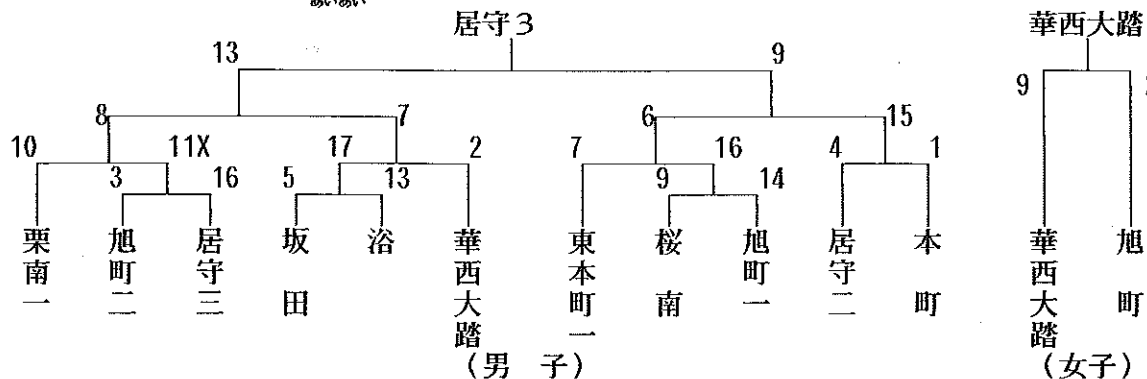 居守3 華西大踏
13 9 9
8 7 6 15
10 11X 17 2 7 16 4 1
3 16 5 13 9 14
栗南一 旭町二 居守三 坂田 浴 華西大踏 東本町一 桜南 旭町一 居守二 本町 華西大踏 旭町
(男 子) (女子)